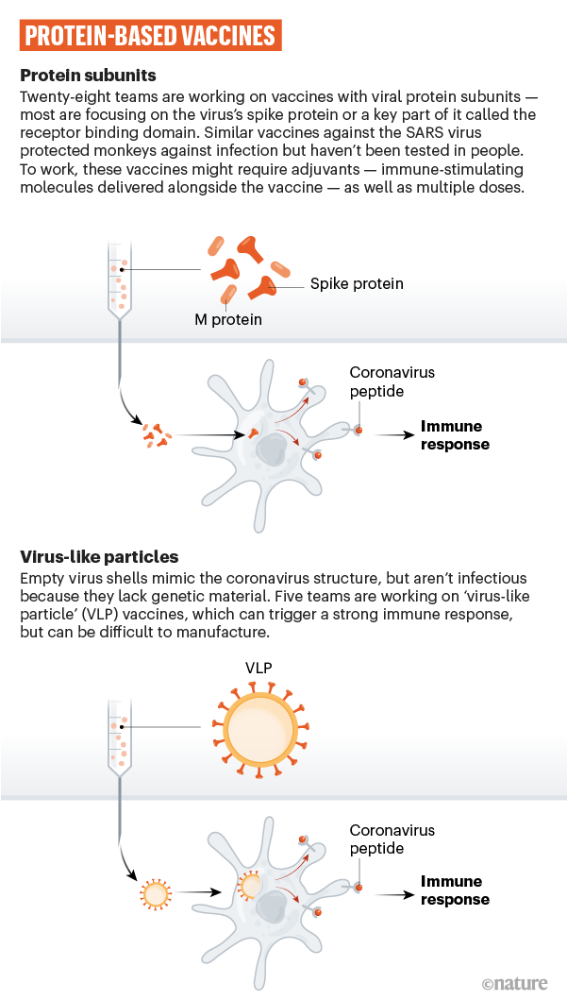 PROTEIN-BASED VACCINES
Protein subunits
Twenty-eight teams are working on vaccines with viral protein subunits —
most are focusing on the virus’s spike protein or a key part of it called the
receptor binding domain. Similar vaccines against the SARS virus
protected monkeys against infection but haven’t been tested in people.
To work, these vaccines might require adjuvants — immune-stimulating
molecules delivered alongside the vaccine — as well as multiple doses.
Spike protein
M protein
Coronavirus
peptide
Immune
response
Virus-like particles
Empty virus shells mimic the coronavirus structure, but aren’t infectious
because they lack genetic material. Five teams are working on ‘virus-like
particle’ (VLP) vaccines, which can trigger a strong immune response,
but can be difficult to manufacture.
VLP
Coronavirus
peptide
Immune
response
©nature